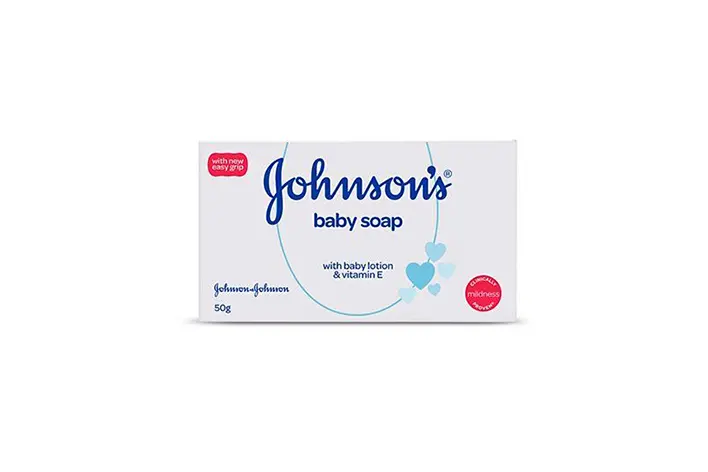 with new
easy grip
Johnson's®
baby soap
with baby lotion
& vitamin E
Johnson & Johnson
50g
CLINICALLY
mildness
PROVEN!